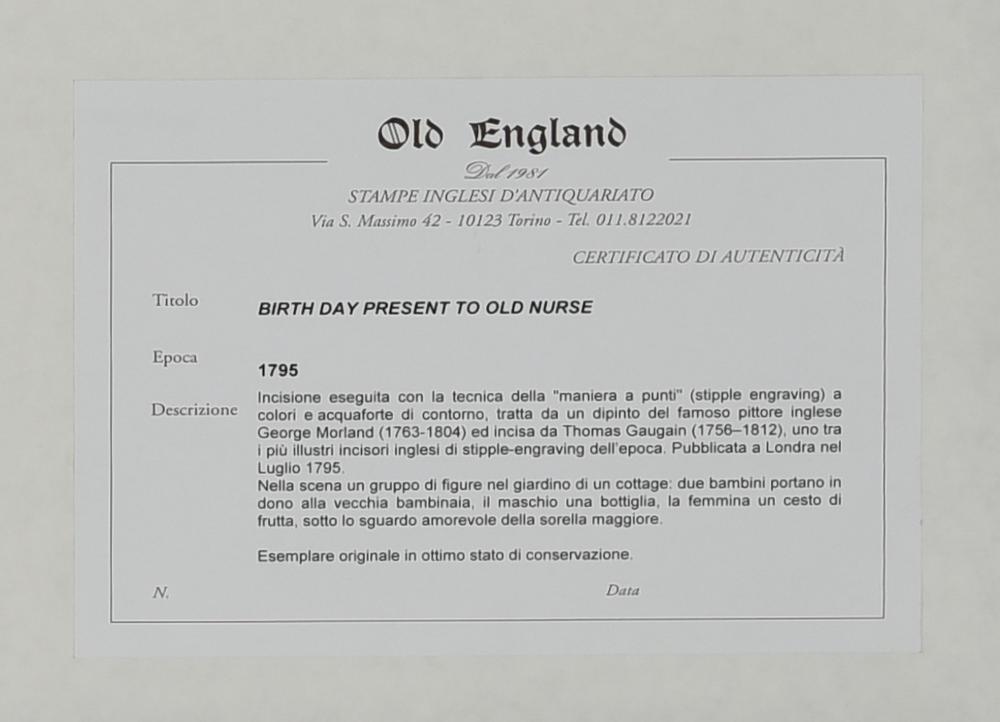 Old England
Dal 1981
STAMPE INGLESI D'ANTIQUARIATO
Via S. Massimo 42 - 10123 Torino - Tel. 011.8122021
CERTIFICATO DI AUTENTICITÀ
Titolo
BIRTH DAY PRESENT TO OLD NURSE
Epoca
1795
Descrizione
Incisione eseguita con la tecnica della "maniera a punti" (stipple engraving) a
colori e acquaforte di contorno, tratta da un dipinto del famoso pittore inglese
George Morland (1763-1804) ed incisa da Thomas Gaugain (1756–1812), uno tra
i più illustri incisori inglesi di stipple-engraving dell'epoca. Pubblicata a Londra nel
Luglio 1795.
Nella scena un gruppo di figure nel giardino di un cottage: due bambini portano in
dono alla vecchia bambinaia, il maschio una bottiglia, la femmina un cesto di
frutta, sotto lo sguardo amorevole della sorella maggiore.
Esemplare originale in ottimo stato di conservazione.
N.
Data